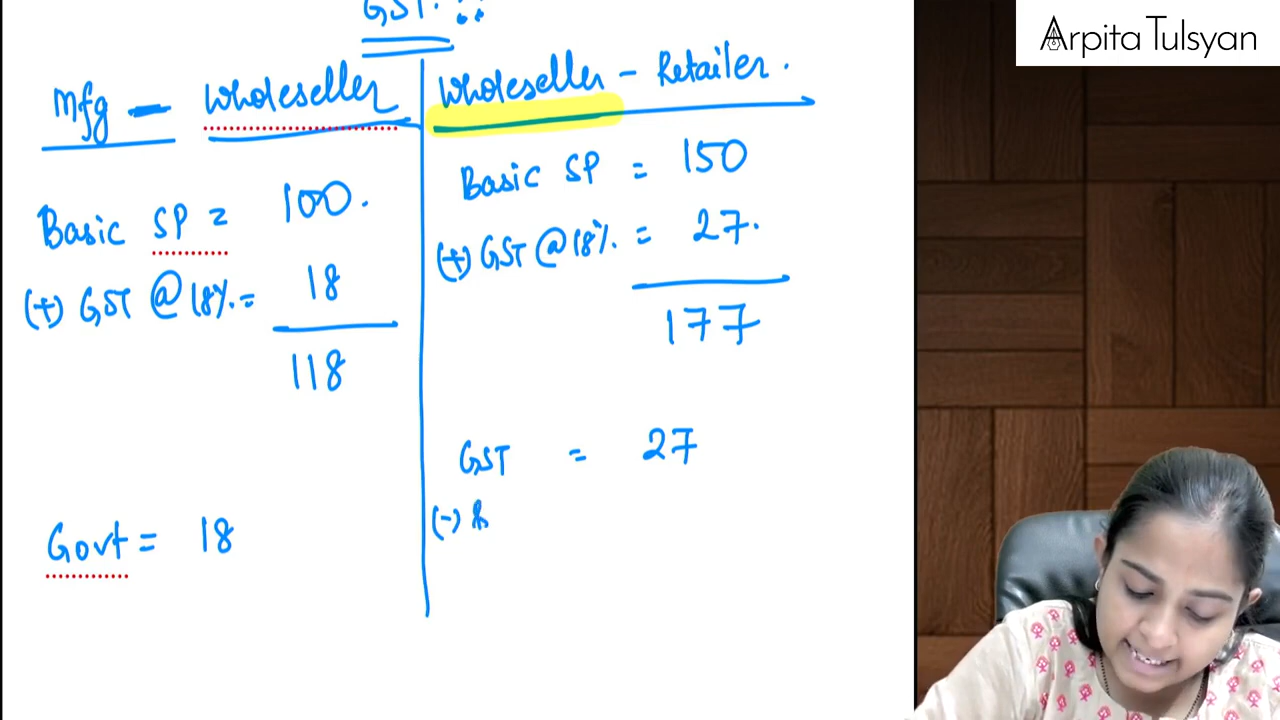 Arpita Tulsyan
GST.
Mfg - Wholeseller
Basic SP = 100.
(+) GST @ 18%. = 18
118
Govt = 18
Wholeseller - Retailer.
Basic SP = 150
(+) GST @ 18%. = 27.
177
GST = 27
(-)